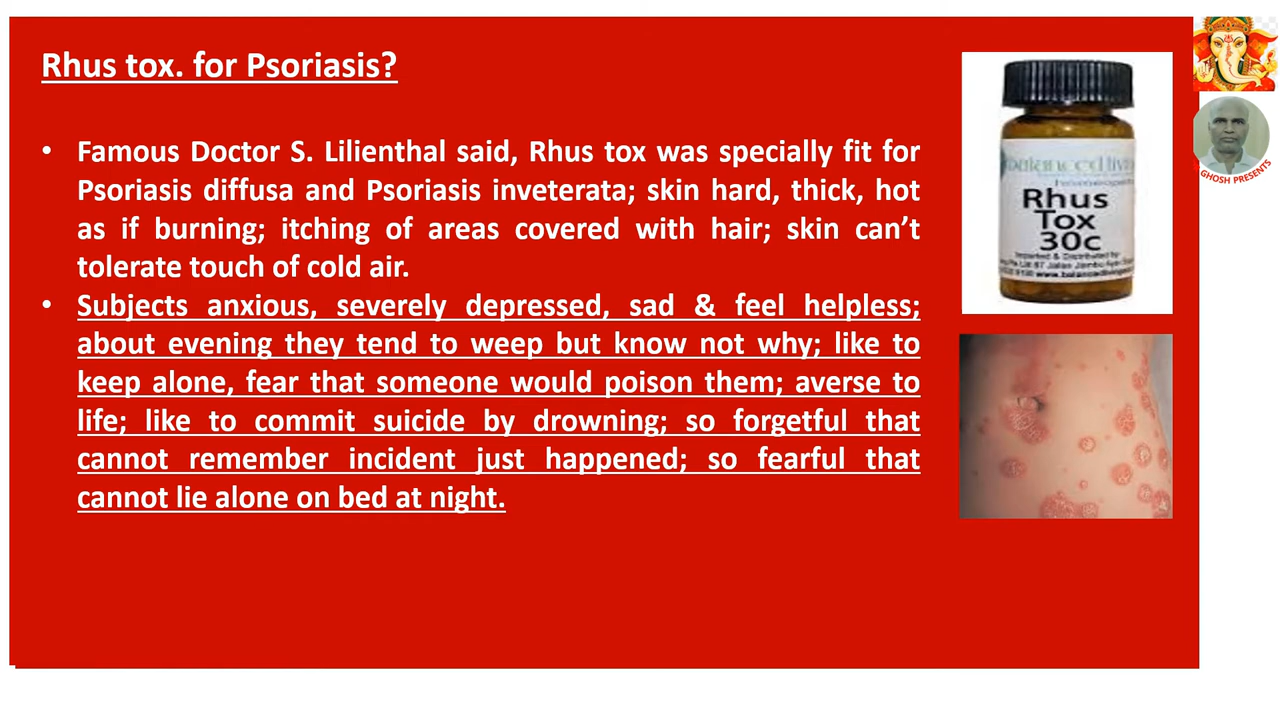 Rhus tox. for Psoriasis?
• Famous Doctor S. Lilienthal said, Rhus tox was specially fit for
Psoriasis diffusa and Psoriasis inveterata; skin hard, thick, hot
as if burning; itching of areas covered with hair; skin can’t
tolerate touch of cold air.
• Subjects anxious, severely depressed, sad & feel helpless;
about evening they tend to weep but know not why; like to
keep alone, fear that someone would poison them; averse to
life; like to commit suicide by drowning; so forgetful that
cannot remember incident just happened; so fearful that
cannot lie alone on bed at night.
Rhus
Tox
30c
Imported & Distributed by:
GHOSH PRESENTS